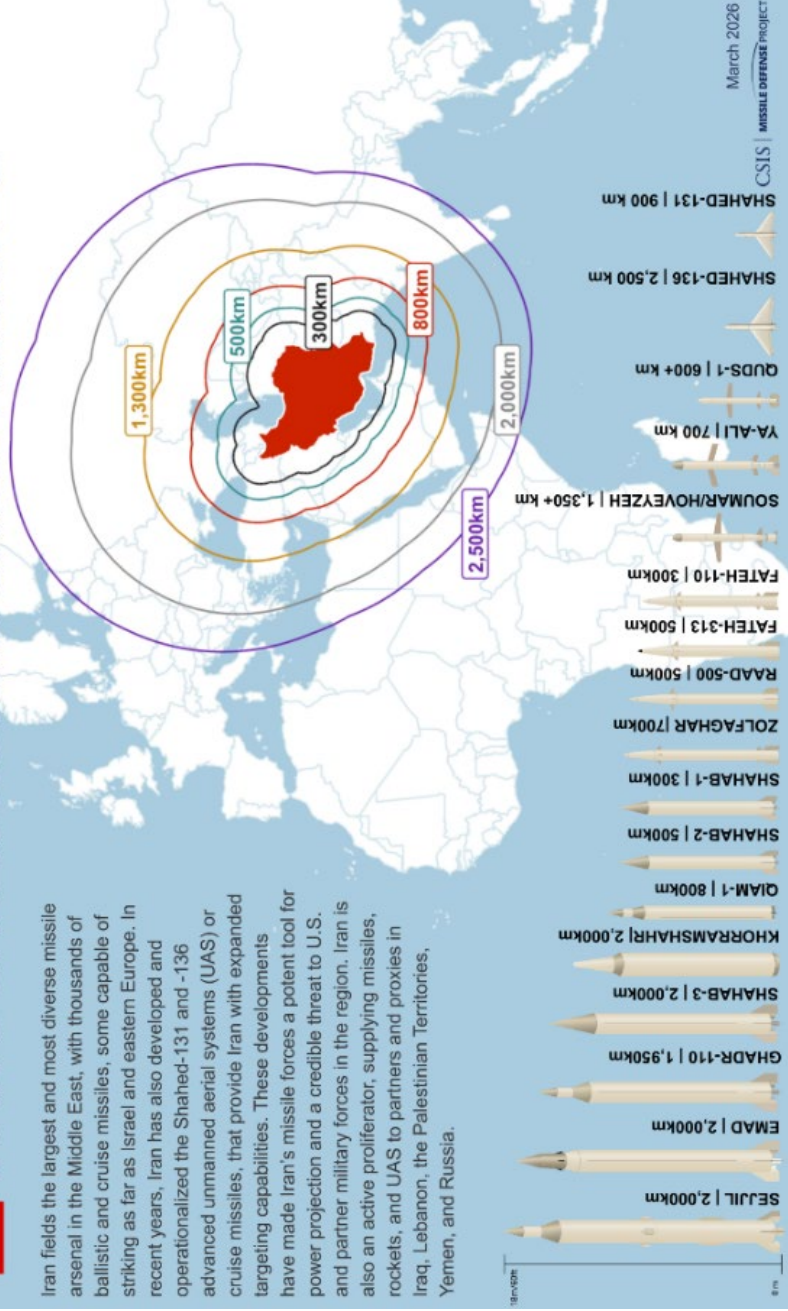 Iran fields the largest and most diverse missile
arsenal in the Middle East, with thousands of
ballistic and cruise missiles, some capable of
striking as far as Israel and eastern Europe. In
recent years, Iran has also developed and
operationalized the Shahed-131 and -136
advanced unmanned aerial systems (UAS) or
cruise missiles, that provide Iran with expanded
targeting capabilities. These developments
have made Iran's missile forces a potent tool for
power projection and a credible threat to U.S.
and partner military forces in the region. Iran is
also an active proliferator, supplying missiles,
rockets, and UAS to partners and proxies in
Iraq, Lebanon, the Palestinian Territories,
Yemen, and Russia.
1,300km
500km
300km
800km
2,000km
2,500km
SEJJIL | 2,000km
EMAD | 2,000km
GHADR-110 | 1,950km
SHAHAB-3 | 2,000km
KHORRAMSHAHR| 2,000km
QIAM-1 | 800km
SHAHAB-2 | 500km
SHAHAB-1 | 300km
ZOLFAGHAR |700km
RAAD-500 | 500km
FATEH-313 | 500km
FATEH-110 | 300km
SOUMAR/HOVEYZEH | 1,350+ km
YA-ALI | 700 km
QUDS-1 | 600+ km
SHAHED-136 | 2,500 km
SHAHED-131 | 900 km
18m/60ft
0 m
March 2026
CSIS | MISSILE DEFENSE PROJECT